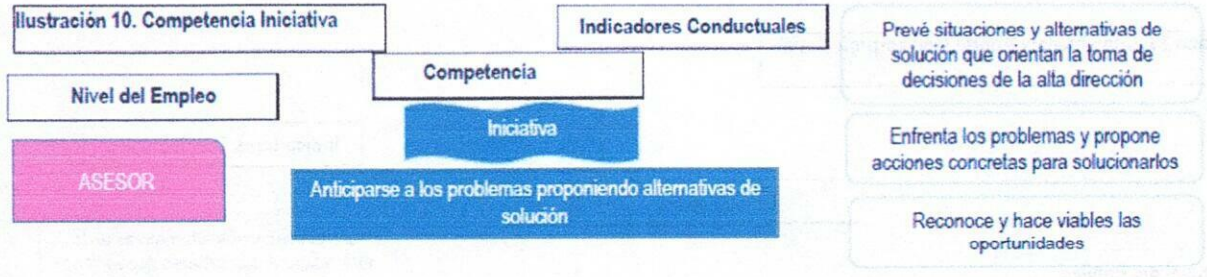 Ilustración 10. Competencia Iniciativa
Nivel del Empleo
ASESOR
Competencia
Iniciativa
Anticiparse a los problemas proponiendo alternativas de
solución
Indicadores Conductuales
Prevé situaciones y alternativas de
solución que orientan la toma de
decisiones de la alta dirección
Enfrenta los problemas y propone
acciones concretas para solucionarlos
Reconoce y hace viables las
oportunidades